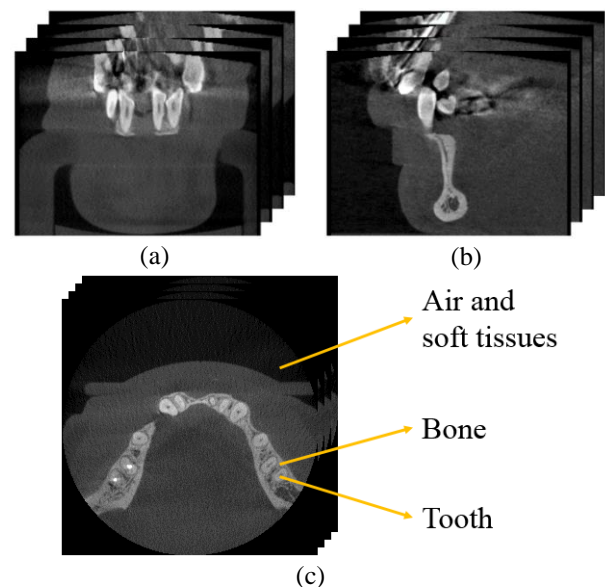 (a)
(b)
Air and
soft tissues
Bone
Tooth
(c)